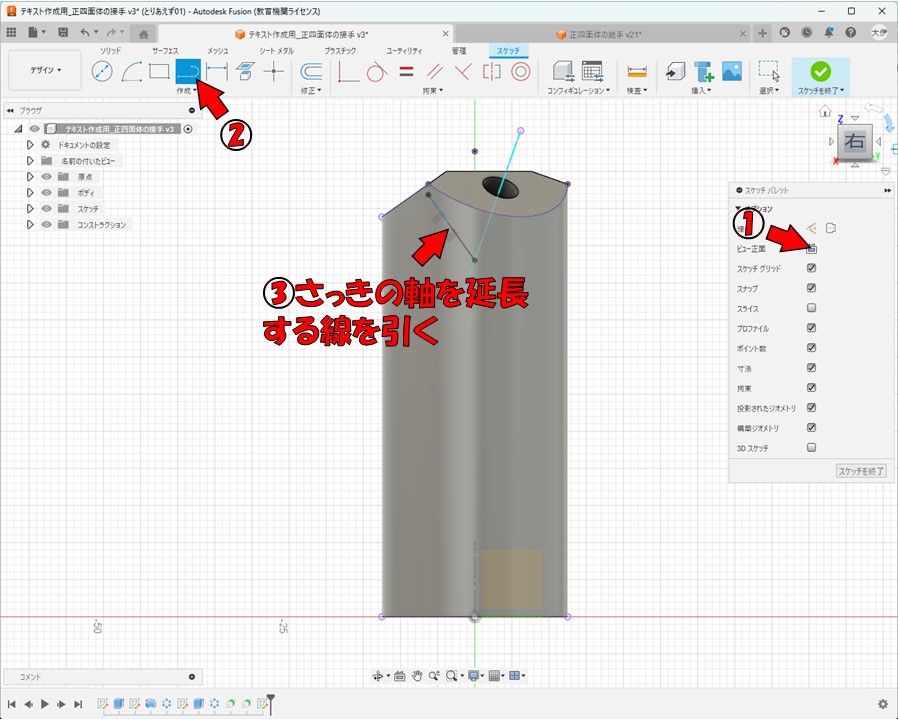 テキスト作成用_正四面体の接手 v3* (とりあえず01) - Autodesk Fusion (教育機関ライセンス)
テキスト作成用_正四面体の接手 v3*
正四面体の継手 v21*
大伊
デザイン
ソリッド
サーフェス
メッシュ
シート メタル
プラスチック
ユーティリティ
管理
スケッチ
作成
修正
拘束
コンフィギュレーション
検査
挿入
選択
スケッチを終了
②
ブラウザ
テキスト作成用_正四面体の接手 v3
ドキュメントの設定
名前の付いたビュー
原点
ボディ
スケッチ
コンストラクション
Z
右
X
Y
スケッチ パレット
オプション
①
ビュー正面
スケッチ グリッド
スナップ
スライス
プロファイル
ポイント数
寸法
拘束
投影されたジオメトリ
構築ジオメトリ
3D スケッチ
スケッチを終了
③さっきの軸を延長
する線を引く
-50
-25
コメント